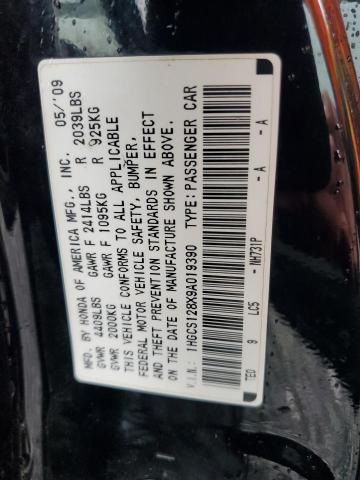 MFD. BY HONDA OF AMERICA MFG., INC. 05/'09
GVWR 4409LBS GAWR F 2414LBS R 2039LBS
GVWR 2000KG GAWR F 1095KG R 925KG
THIS VEHICLE CONFORMS TO ALL APPLICABLE
FEDERAL MOTOR VEHICLE SAFETY, BUMPER,
AND THEFT PREVENTION STANDARDS IN EFFECT
ON THE DATE OF MANUFACTURE SHOWN ABOVE.
V.I.N.: 1HGCS128X9A019390 TYPE: PASSENGER CAR
TED 9 LC5 - NH731P - A - A